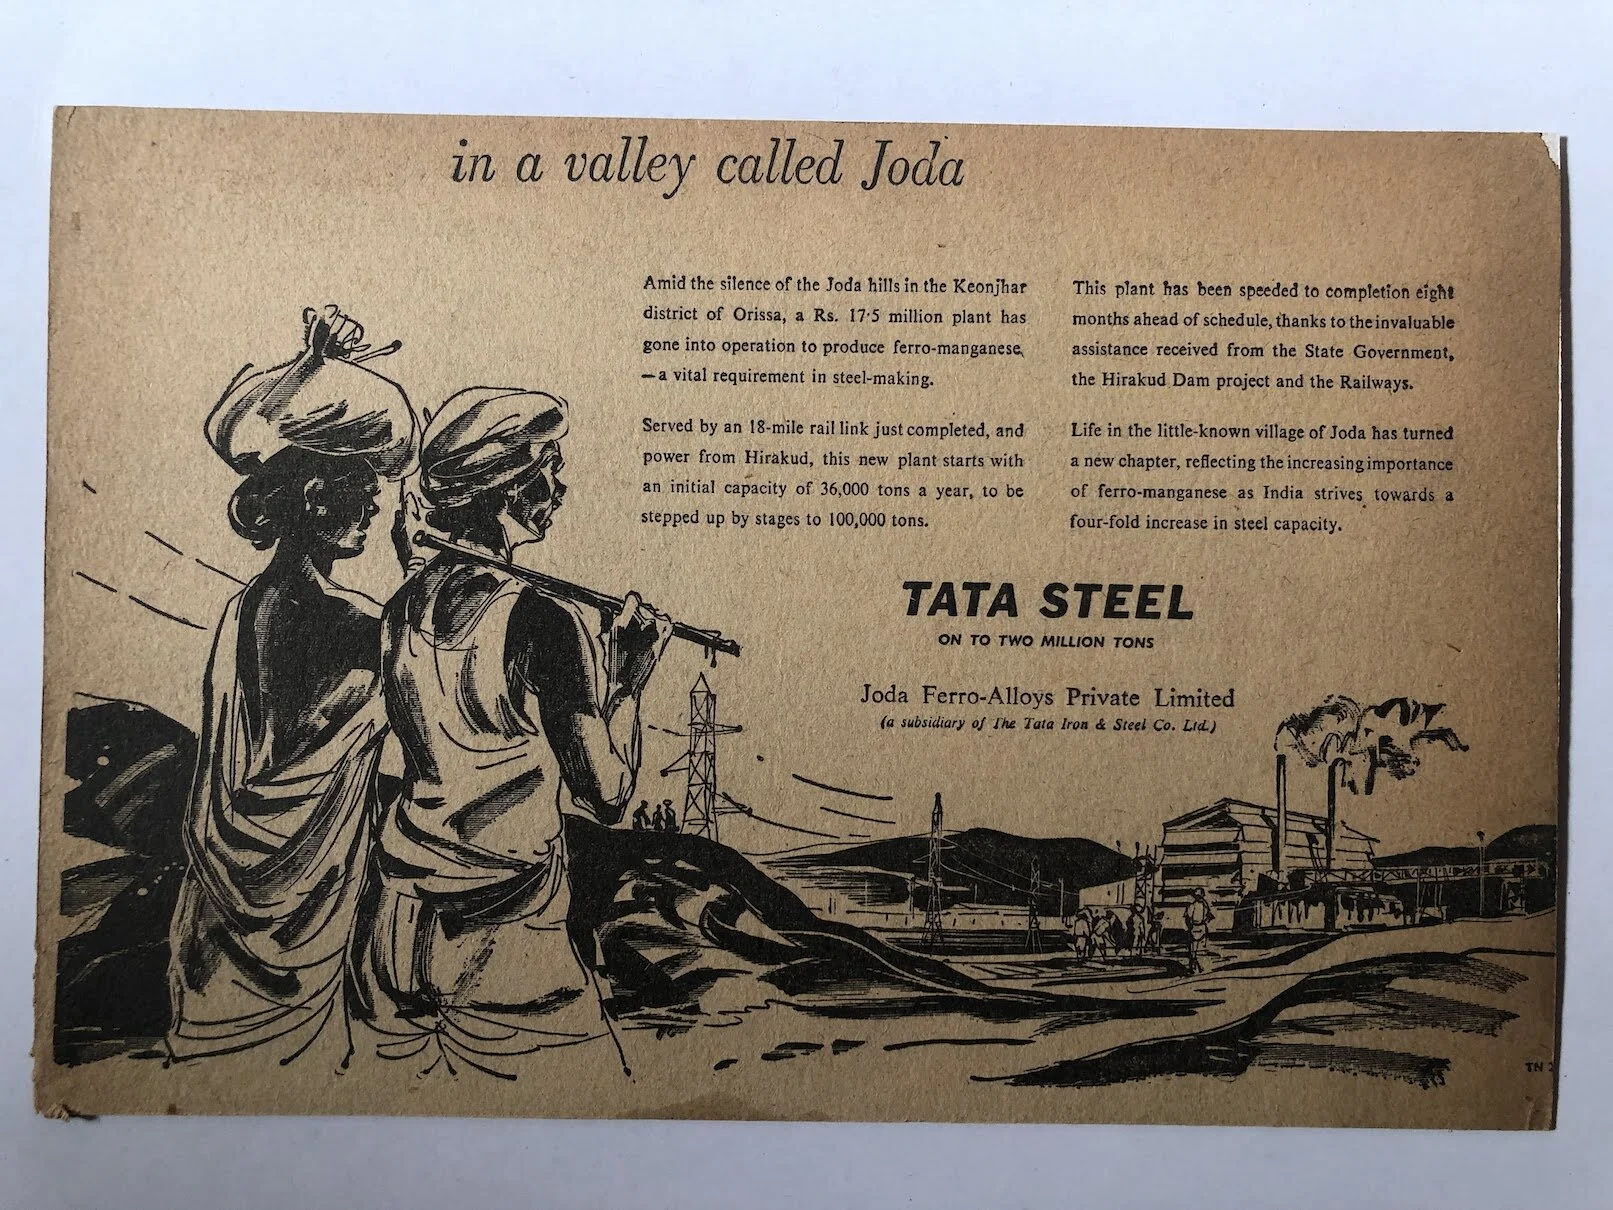 in a valley called Joda
Amid the silence of the Joda hills in the Keonjhar
district of Orissa, a Rs. 17·5 million plant has
gone into operation to produce ferro-manganese,
—a vital requirement in steel-making.
Served by an 18-mile rail link just completed, and
power from Hirakud, this new plant starts with
an initial capacity of 36,000 tons a year, to be
stepped up by stages to 100,000 tons.
This plant has been speeded to completion eight
months ahead of schedule, thanks to the invaluable
assistance received from the State Government,
the Hirakud Dam project and the Railways.
Life in the little-known village of Joda has turned
a new chapter, reflecting the increasing importance
of ferro-manganese as India strives towards a
four-fold increase in steel capacity.
TATA STEEL
ON TO TWO MILLION TONS
Joda Ferro-Alloys Private Limited
(a subsidiary of The Tata Iron & Steel Co. Ltd.)
TN